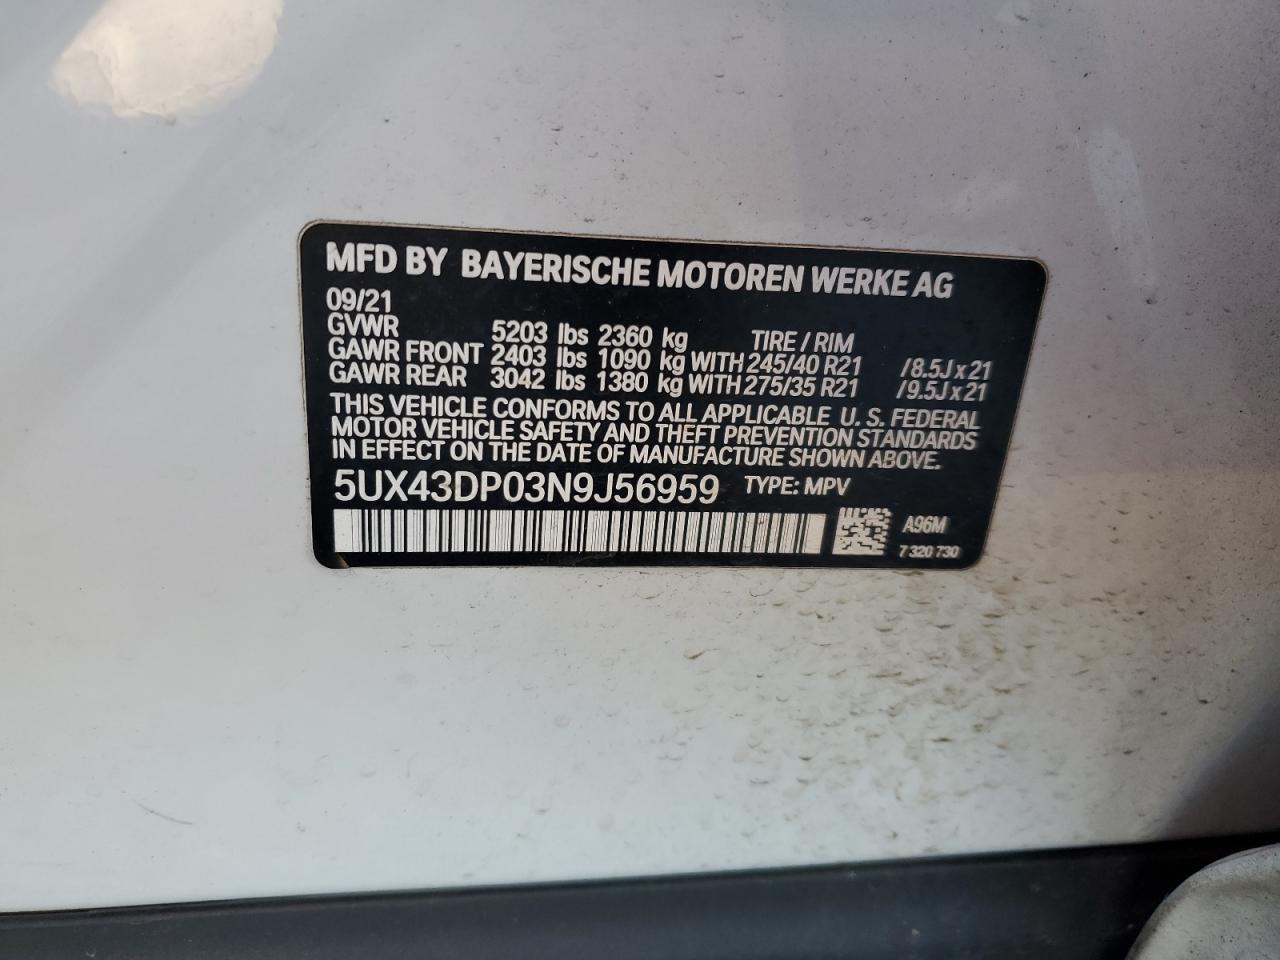 MFD BY BAYERISCHE MOTOREN WERKE AG
09/21
GVWR 5203 lbs 2360 kg TIRE / RIM
GAWR FRONT 2403 lbs 1090 kg WITH 245/40 R21 /8.5J x 21
GAWR REAR 3042 lbs 1380 kg WITH 275/35 R21 /9.5J x 21
THIS VEHICLE CONFORMS TO ALL APPLICABLE U. S. FEDERAL
MOTOR VEHICLE SAFETY AND THEFT PREVENTION STANDARDS
IN EFFECT ON THE DATE OF MANUFACTURE SHOWN ABOVE.
5UX43DP03N9J56959 TYPE: MPV
A96M
7 320 730